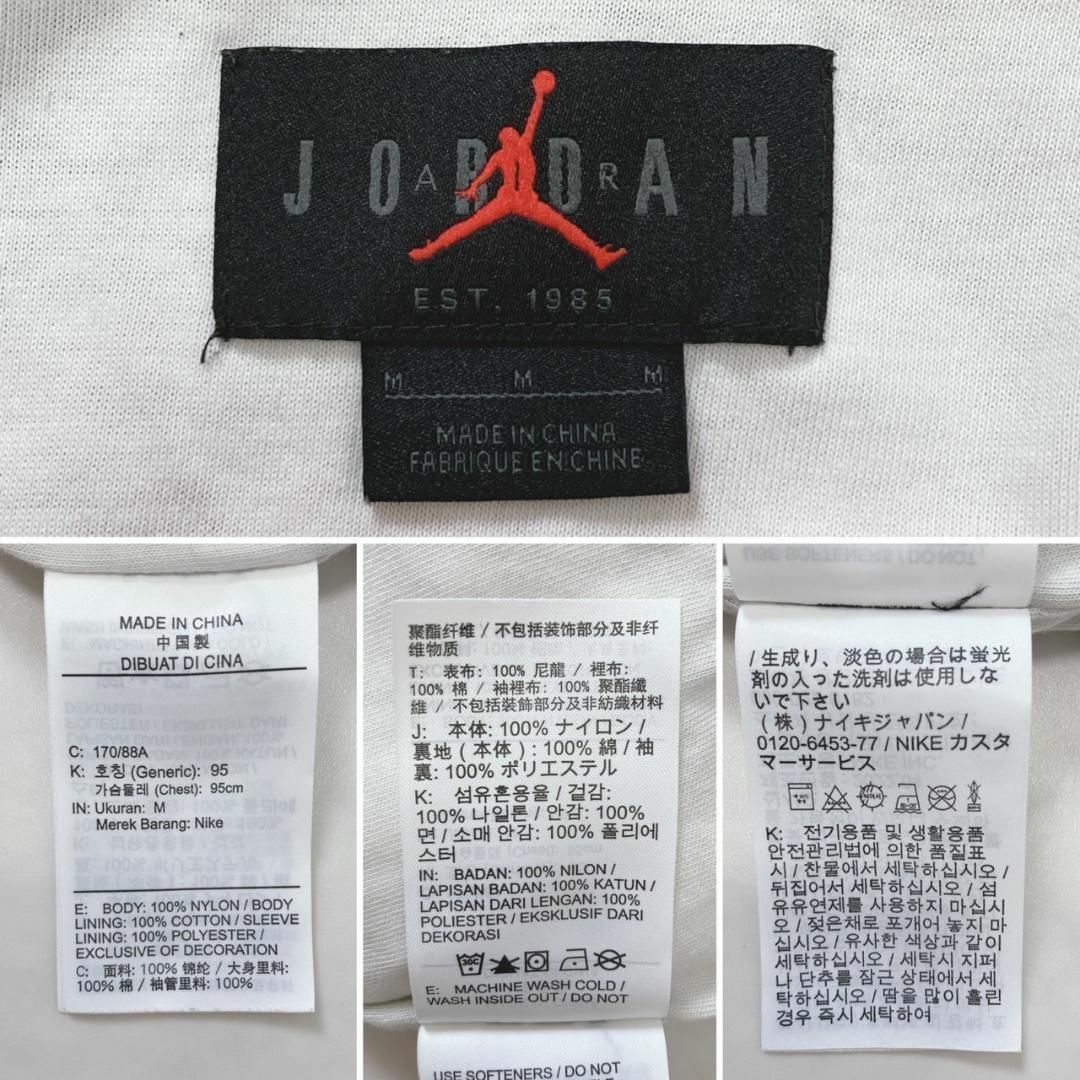 JORDAN
AIR
EST. 1985
M M M
MADE IN CHINA
FABRIQUE EN CHINE
MADE IN CHINA
中国製
DIBUAT DI CINA
C: 170/88A
K: 호칭 (Generic): 95
가슴둘레 (Chest): 95cm
IN: Ukuran: M
Merek Barang: Nike
E: BODY: 100% NYLON / BODY
LINING: 100% COTTON / SLEEVE
LINING: 100% POLYESTER /
EXCLUSIVE OF DECORATION
C: 面料: 100% 锦纶 / 大身里料:
100% 棉 / 袖管里料: 100%
聚酯纤维 / 不包括装饰部分及非纤
维物质
T: 表布: 100% 尼龍 / 裡布:
100% 棉 / 袖裡布: 100% 聚酯纖
維 / 不包括裝飾部分及非紡織材料
J: 本体: 100% ナイロン /
裏地 ( 本体 ) : 100% 綿 / 袖
裏: 100% ポリエステル
K: 섬유혼용율 / 겉감:
100% 나일론 / 안감: 100%
면 / 소매 안감: 100% 폴리에
스터
IN: BADAN: 100% NILON /
LAPISAN BADAN: 100% KATUN /
LAPISAN DARI LENGAN: 100%
POLIESTER / EKSKLUSIF DARI
DEKORASI
E: MACHINE WASH COLD /
WASH INSIDE OUT / DO NOT
USE SOFTENERS / DO NOT
USE SOFTENERS / DO NOT
/ 生成り、淡色の場合は蛍光
剤の入った洗剤は使用しな
いで下さい
( 株 ) ナイキジャパン /
0120-6453-77 / NIKE カスタ
マーサービス
K: 전기용품 및 생활용품
안전관리법에 의한 품질표
시 / 찬물에서 세탁하십시오 /
뒤집어서 세탁하십시오 / 섬
유유연제를 사용하지 마십시
오 / 젖은채로 포개어 놓지 마
십시오 / 유사한 색상과 같이
세탁하십시오 / 세탁시 지퍼
나 단추를 잠근 상태에서 세
탁하십시오 / 땀을 많이 흘린
경우 즉시 세탁하여